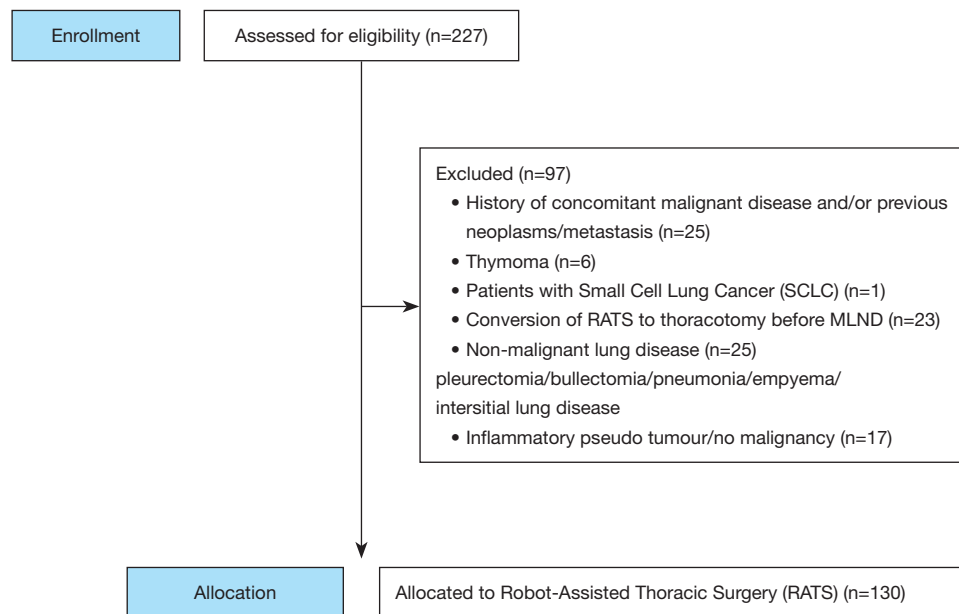 Enrollment
Assessed for eligibility (n=227)
Excluded (n=97)
• History of concomitant malignant disease and/or previous
neoplasms/metastasis (n=25)
• Thymoma (n=6)
• Patients with Small Cell Lung Cancer (SCLC) (n=1)
• Conversion of RATS to thoracotomy before MLND (n=23)
• Non-malignant lung disease (n=25)
pleurectomia/bullectomia/pneumonia/empyema/
intersitial lung disease
• Inflammatory pseudo tumour/no malignancy (n=17)
Allocation
Allocated to Robot-Assisted Thoracic Surgery (RATS) (n=130)